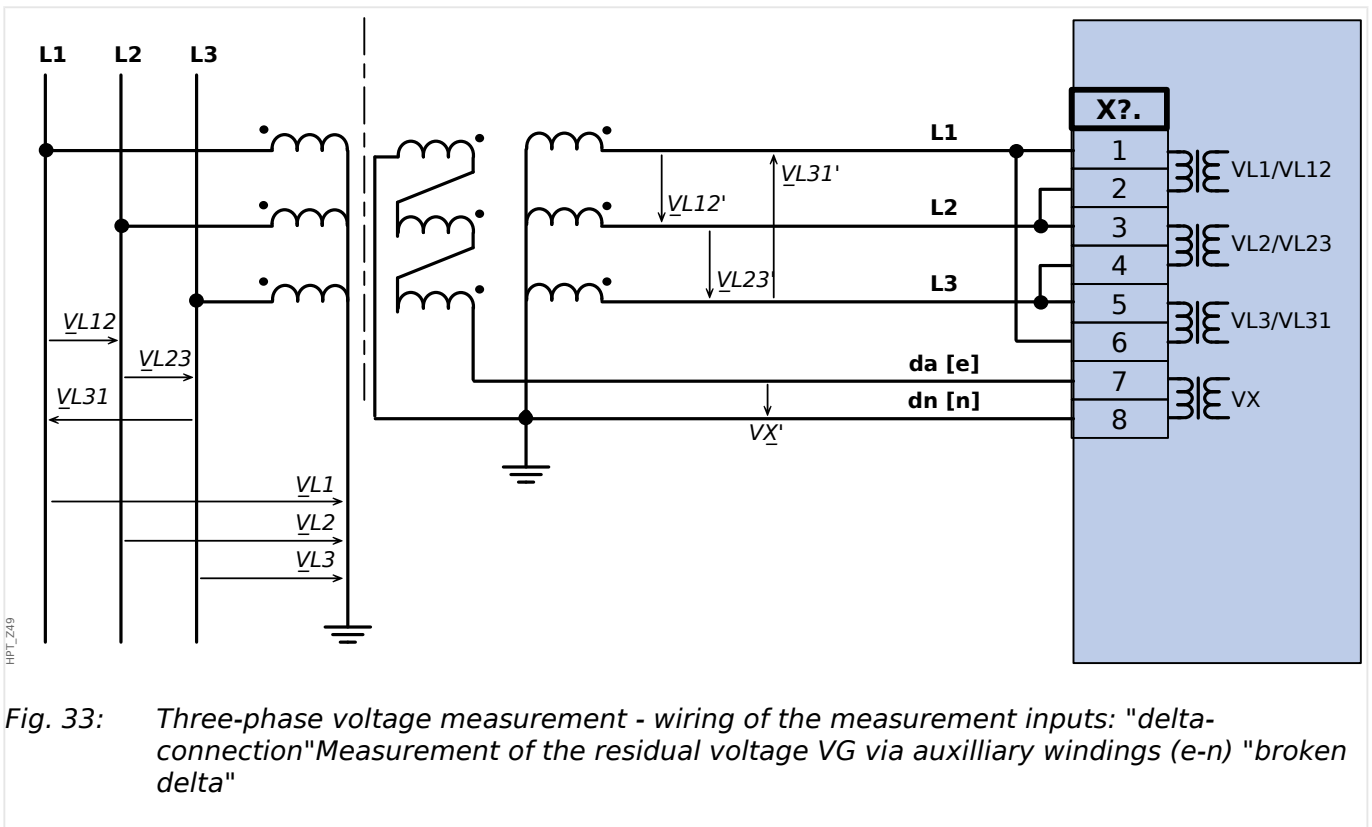 L1 L2 L3
X?.
L1
1
VL31'
VL1/VL12
2
VL12'
L2
3
VL2/VL23
4
VL23'
L3
5
VL12
VL3/VL31
6
VL23
da [e]
7
VL31
dn [n]
VX
8
VX'
VL1
VL2
VL3
HPT_Z49
Fig. 33: Three-phase voltage measurement - wiring of the measurement inputs: "delta-
connection"Measurement of the residual voltage VG via auxilliary windings (e-n) "broken
delta"